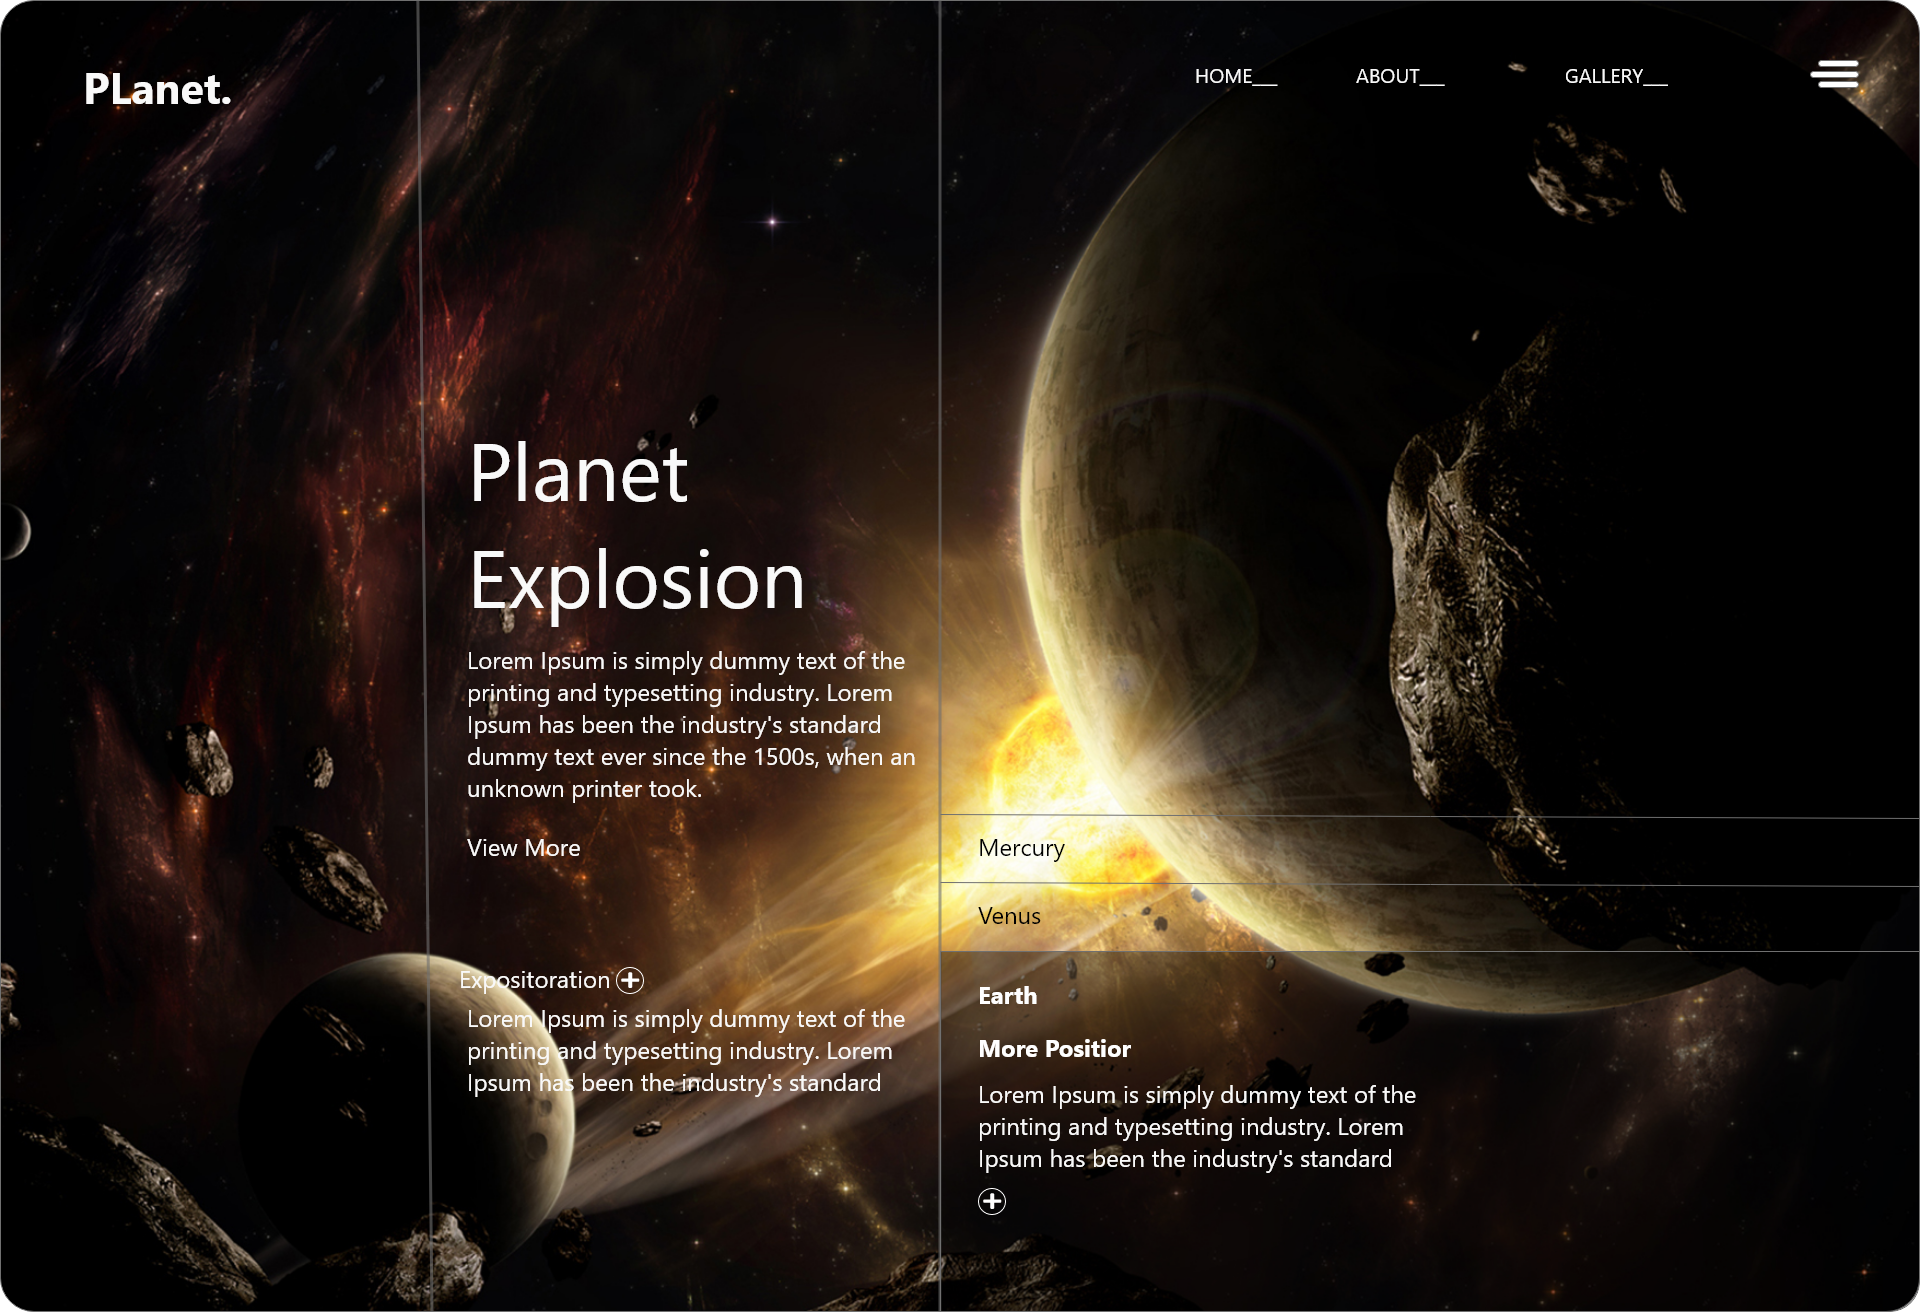 PLanet.
HOME__
ABOUT__
GALLERY__
Planet
Explosion
Lorem Ipsum is simply dummy text of the
printing and typesetting industry. Lorem
Ipsum has been the industry's standard
dummy text ever since the 1500s, when an
unknown printer took.
View More
Expositoration
Lorem Ipsum is simply dummy text of the
printing and typesetting industry. Lorem
Ipsum has been the industry's standard
Mercury
Venus
Earth
More Positior
Lorem Ipsum is simply dummy text of the
printing and typesetting industry. Lorem
Ipsum has been the industry's standard